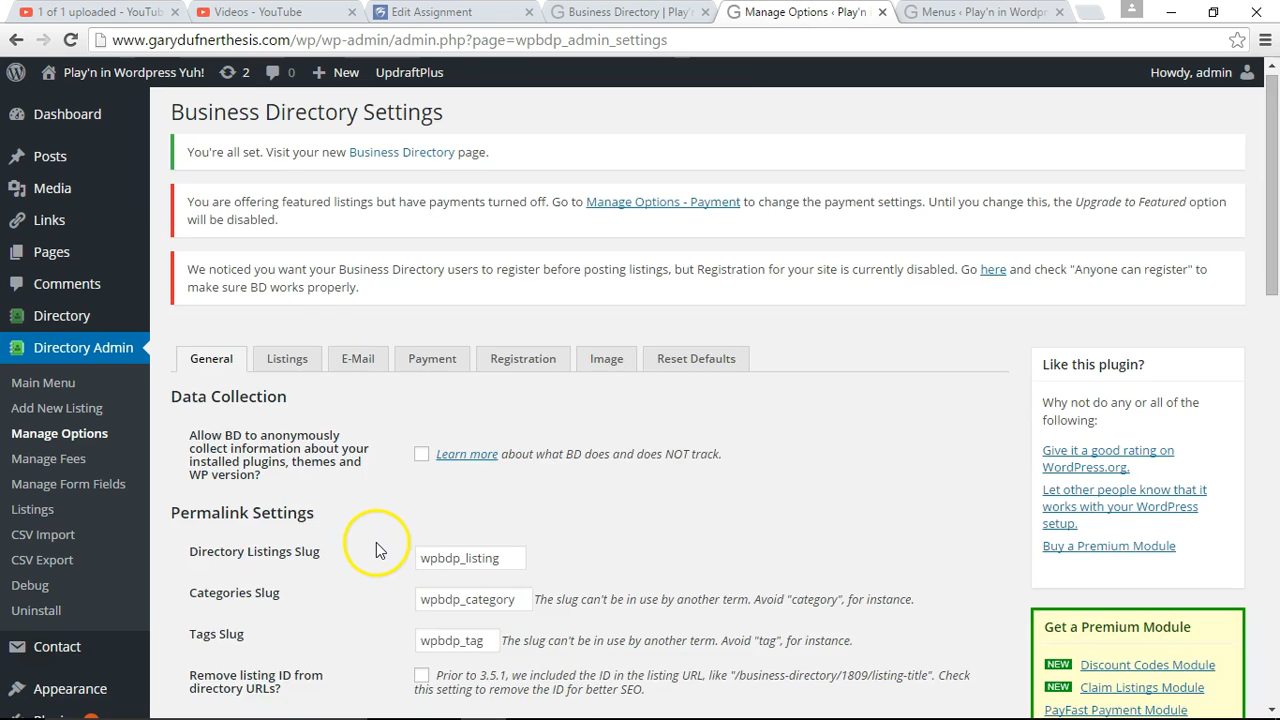 1 of 1 uploaded - YouTub
Videos - YouTube
Edit Assignment
Business Directory | Play'
Manage Options ‹ Play'n i
Menus ‹ Play'n in Wordpr
www.garydufnerthesis.com/wp/wp-admin/admin.php?page=wpbdp_admin_settings
Play'n in Wordpress Yuh! 2 0 New UpdraftPlus Howdy, admin
Dashboard
Posts
Media
Links
Pages
Comments
Directory
Directory Admin
Main Menu
Add New Listing
Manage Options
Manage Fees
Manage Form Fields
Listings
CSV Import
CSV Export
Debug
Uninstall
Contact
Appearance
Business Directory Settings
You're all set. Visit your new Business Directory page.
You are offering featured listings but have payments turned off. Go to Manage Options - Payment to change the payment settings. Until you change this, the Upgrade to Featured option
will be disabled.
We noticed you want your Business Directory users to register before posting listings, but Registration for your site is currently disabled. Go here and check "Anyone can register" to
make sure BD works properly.
General Listings E-Mail Payment Registration Image Reset Defaults
Data Collection
Allow BD to anonymously
collect information about your
installed plugins, themes and
WP version?
Learn more about what BD does and does NOT track.
Permalink Settings
Directory Listings Slug
wpbdp_listing
Categories Slug
wpbdp_category The slug can't be in use by another term. Avoid "category", for instance.
Tags Slug
wpbdp_tag The slug can't be in use by another term. Avoid "tag", for instance.
Remove listing ID from
directory URLs?
Prior to 3.5.1, we included the ID in the listing URL, like "/business-directory/1809/listing-title". Check
this setting to remove the ID for better SEO.
Like this plugin?
Why not do any or all of the
following:
Give it a good rating on
WordPress.org.
Let other people know that it
works with your WordPress
setup.
Buy a Premium Module
Get a Premium Module
NEW Discount Codes Module
NEW Claim Listings Module
PayFast Payment Module